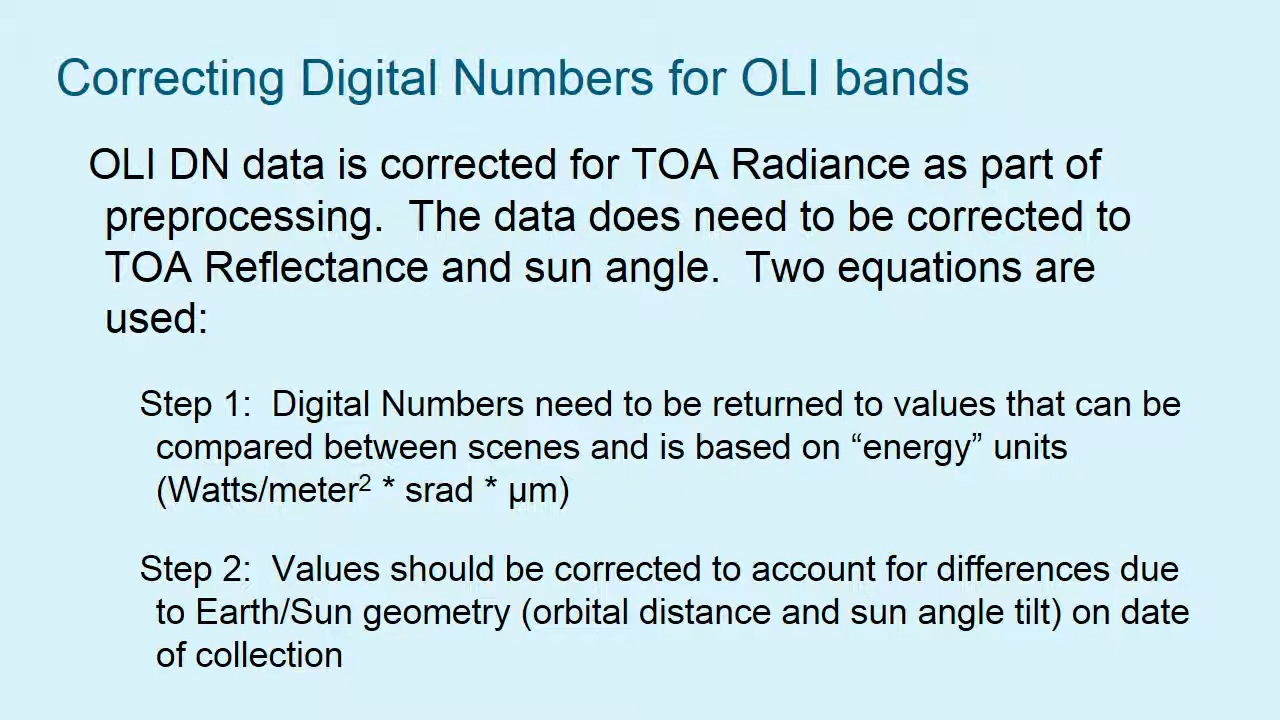 Correcting Digital Numbers for OLI bands
OLI DN data is corrected for TOA Radiance as part of
preprocessing.  The data does need to be corrected to
TOA Reflectance and sun angle.  Two equations are
used:
Step 1:  Digital Numbers need to be returned to values that can be
compared between scenes and is based on “energy” units
(Watts/meter² * srad * µm)
Step 2:  Values should be corrected to account for differences due
to Earth/Sun geometry (orbital distance and sun angle tilt) on date
of collection